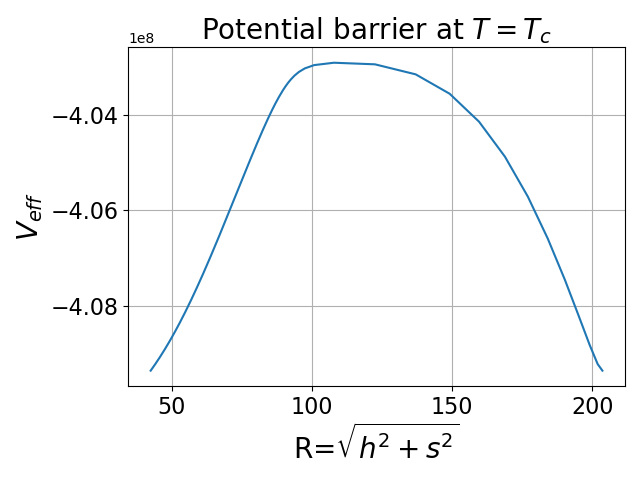 Potential barrier at $T = T_c$
1e8
−4.04
−4.06
−4.08
$V_{eff}$
50
100
150
200
R=$\sqrt{h^2 + s^2}$